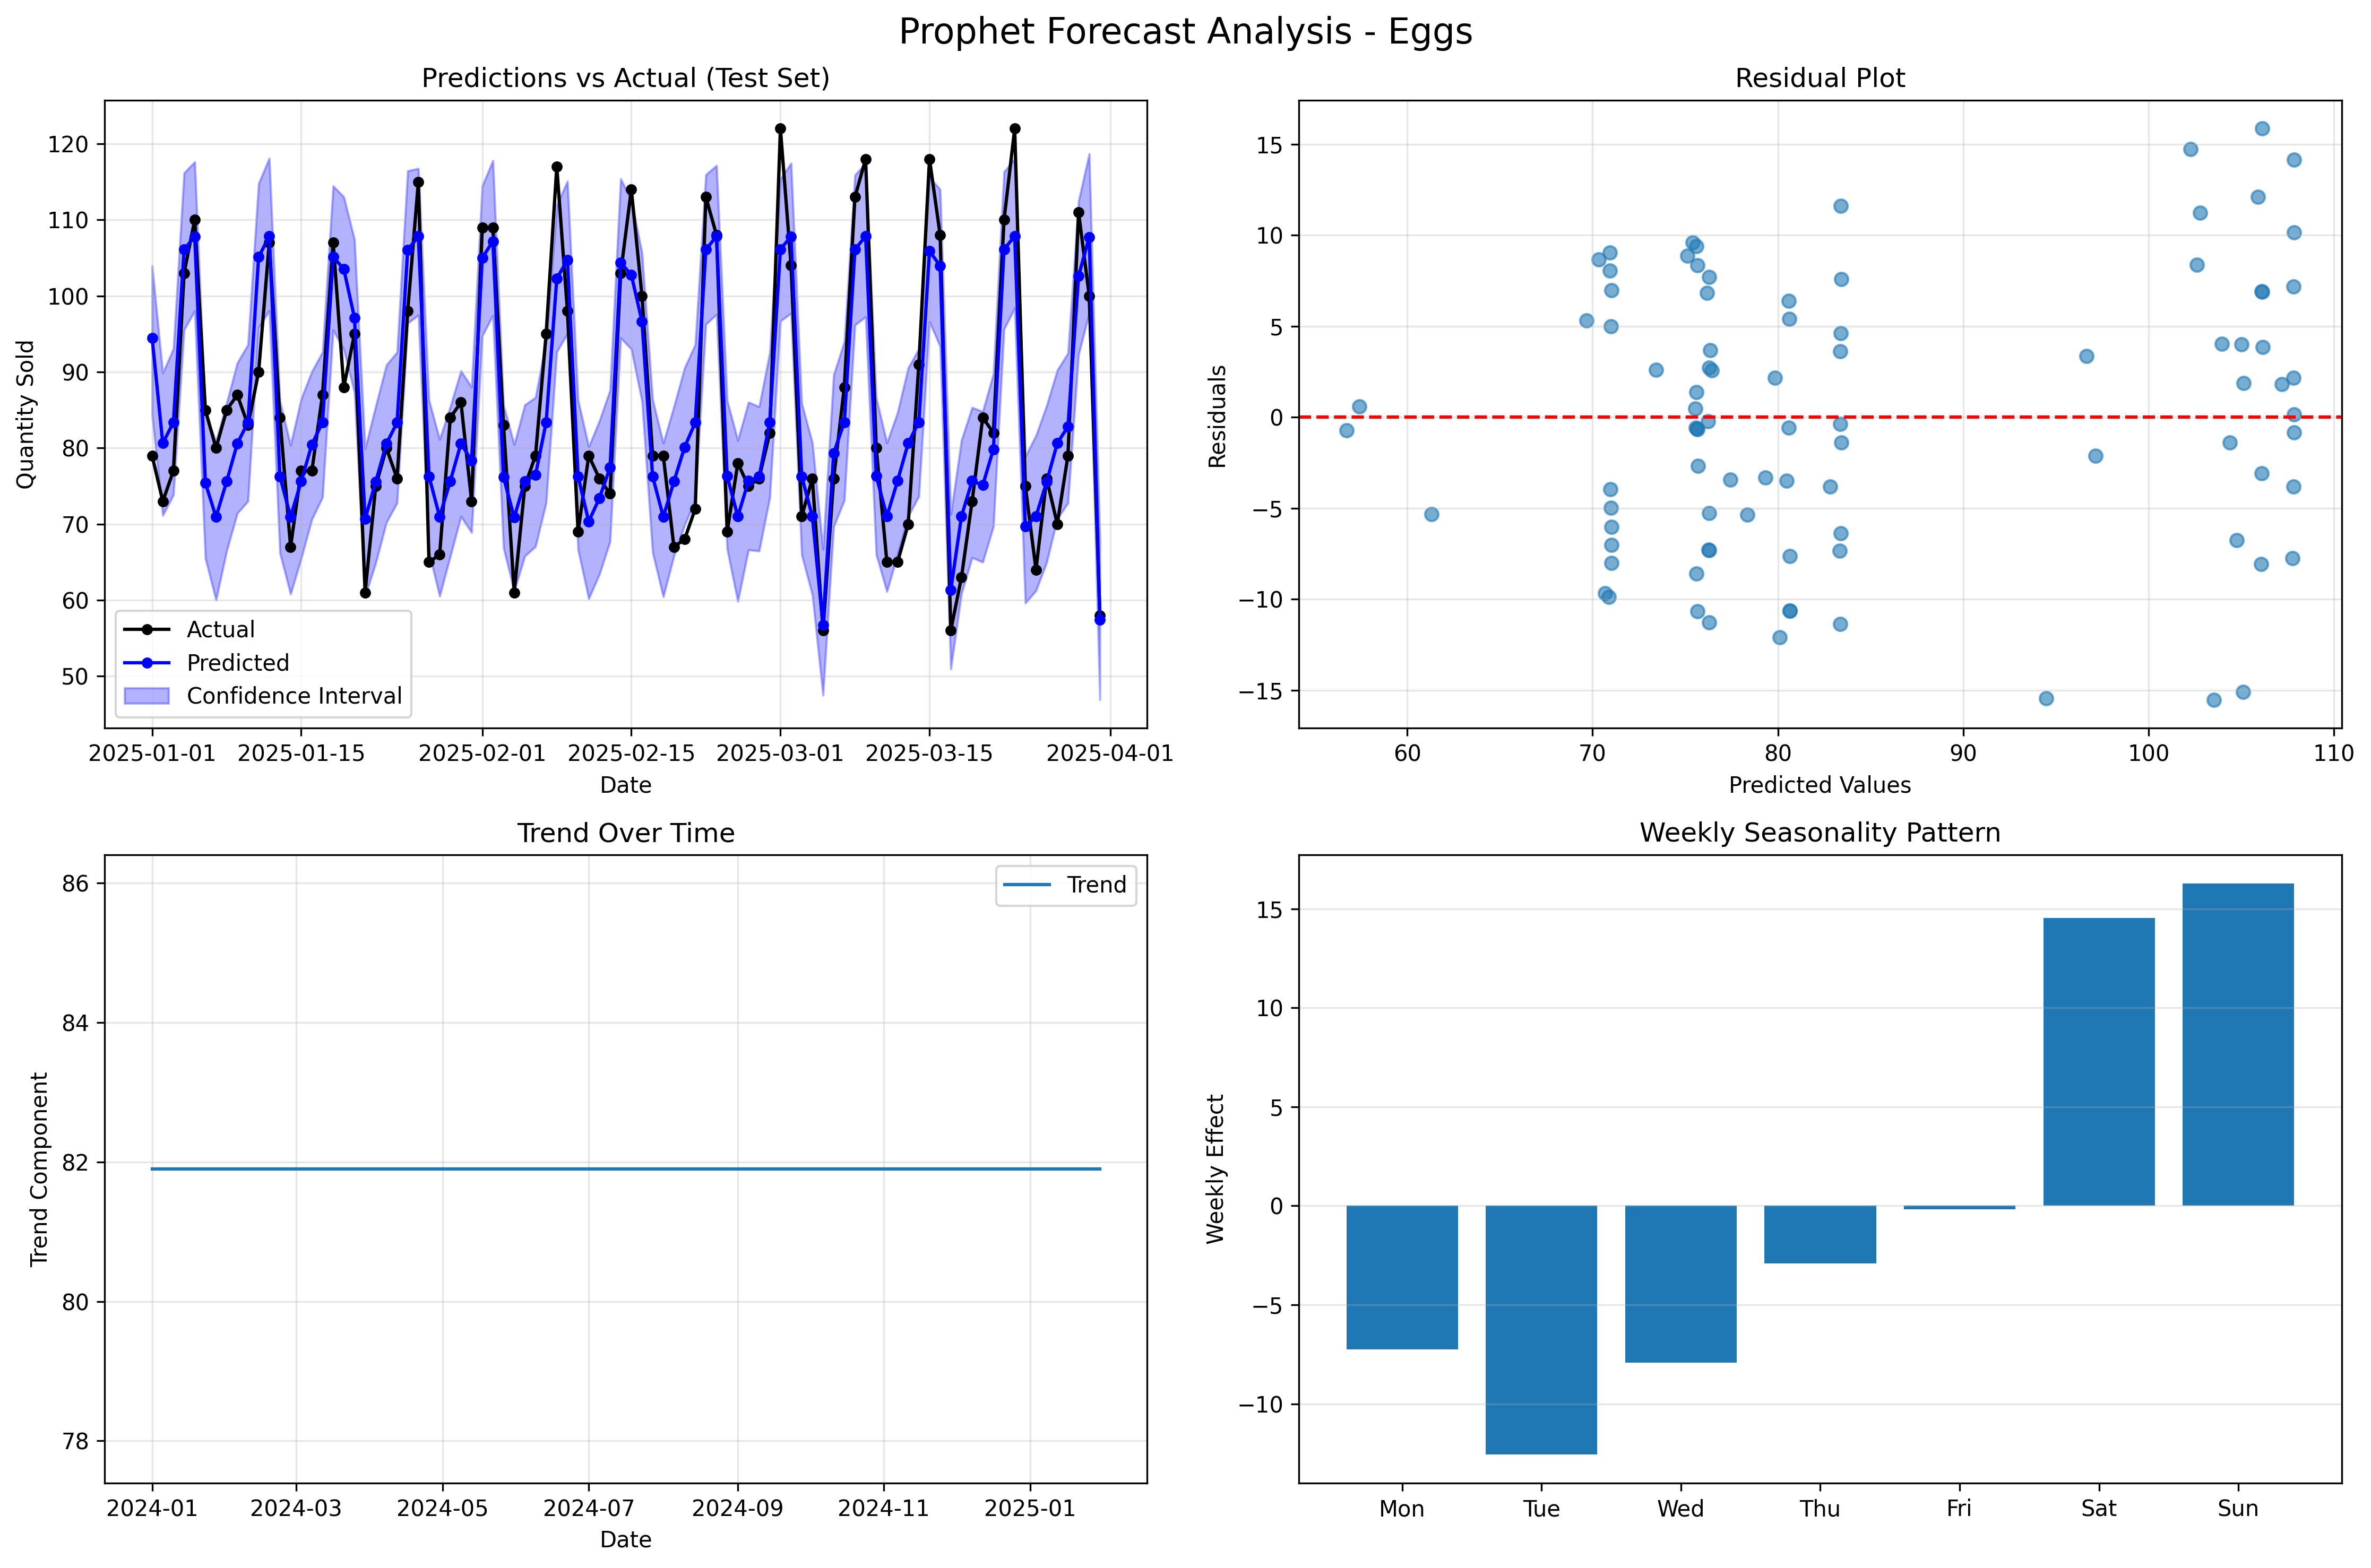 Prophet Forecast Analysis - Eggs
Predictions vs Actual (Test Set)
Quantity Sold
120
110
100
90
80
70
60
50
Actual
Predicted
Confidence Interval
2025-01-01 2025-01-15 2025-02-01 2025-02-15 2025-03-01 2025-03-15 2025-04-01
Date
Residual Plot
Residuals
15
10
5
0
−5
−10
−15
60 70 80 90 100 110
Predicted Values
Trend Over Time
Trend Component
86
84
82
80
78
Trend
2024-01 2024-03 2024-05 2024-07 2024-09 2024-11 2025-01
Date
Weekly Seasonality Pattern
Weekly Effect
15
10
5
0
−5
−10
Mon Tue Wed Thu Fri Sat Sun